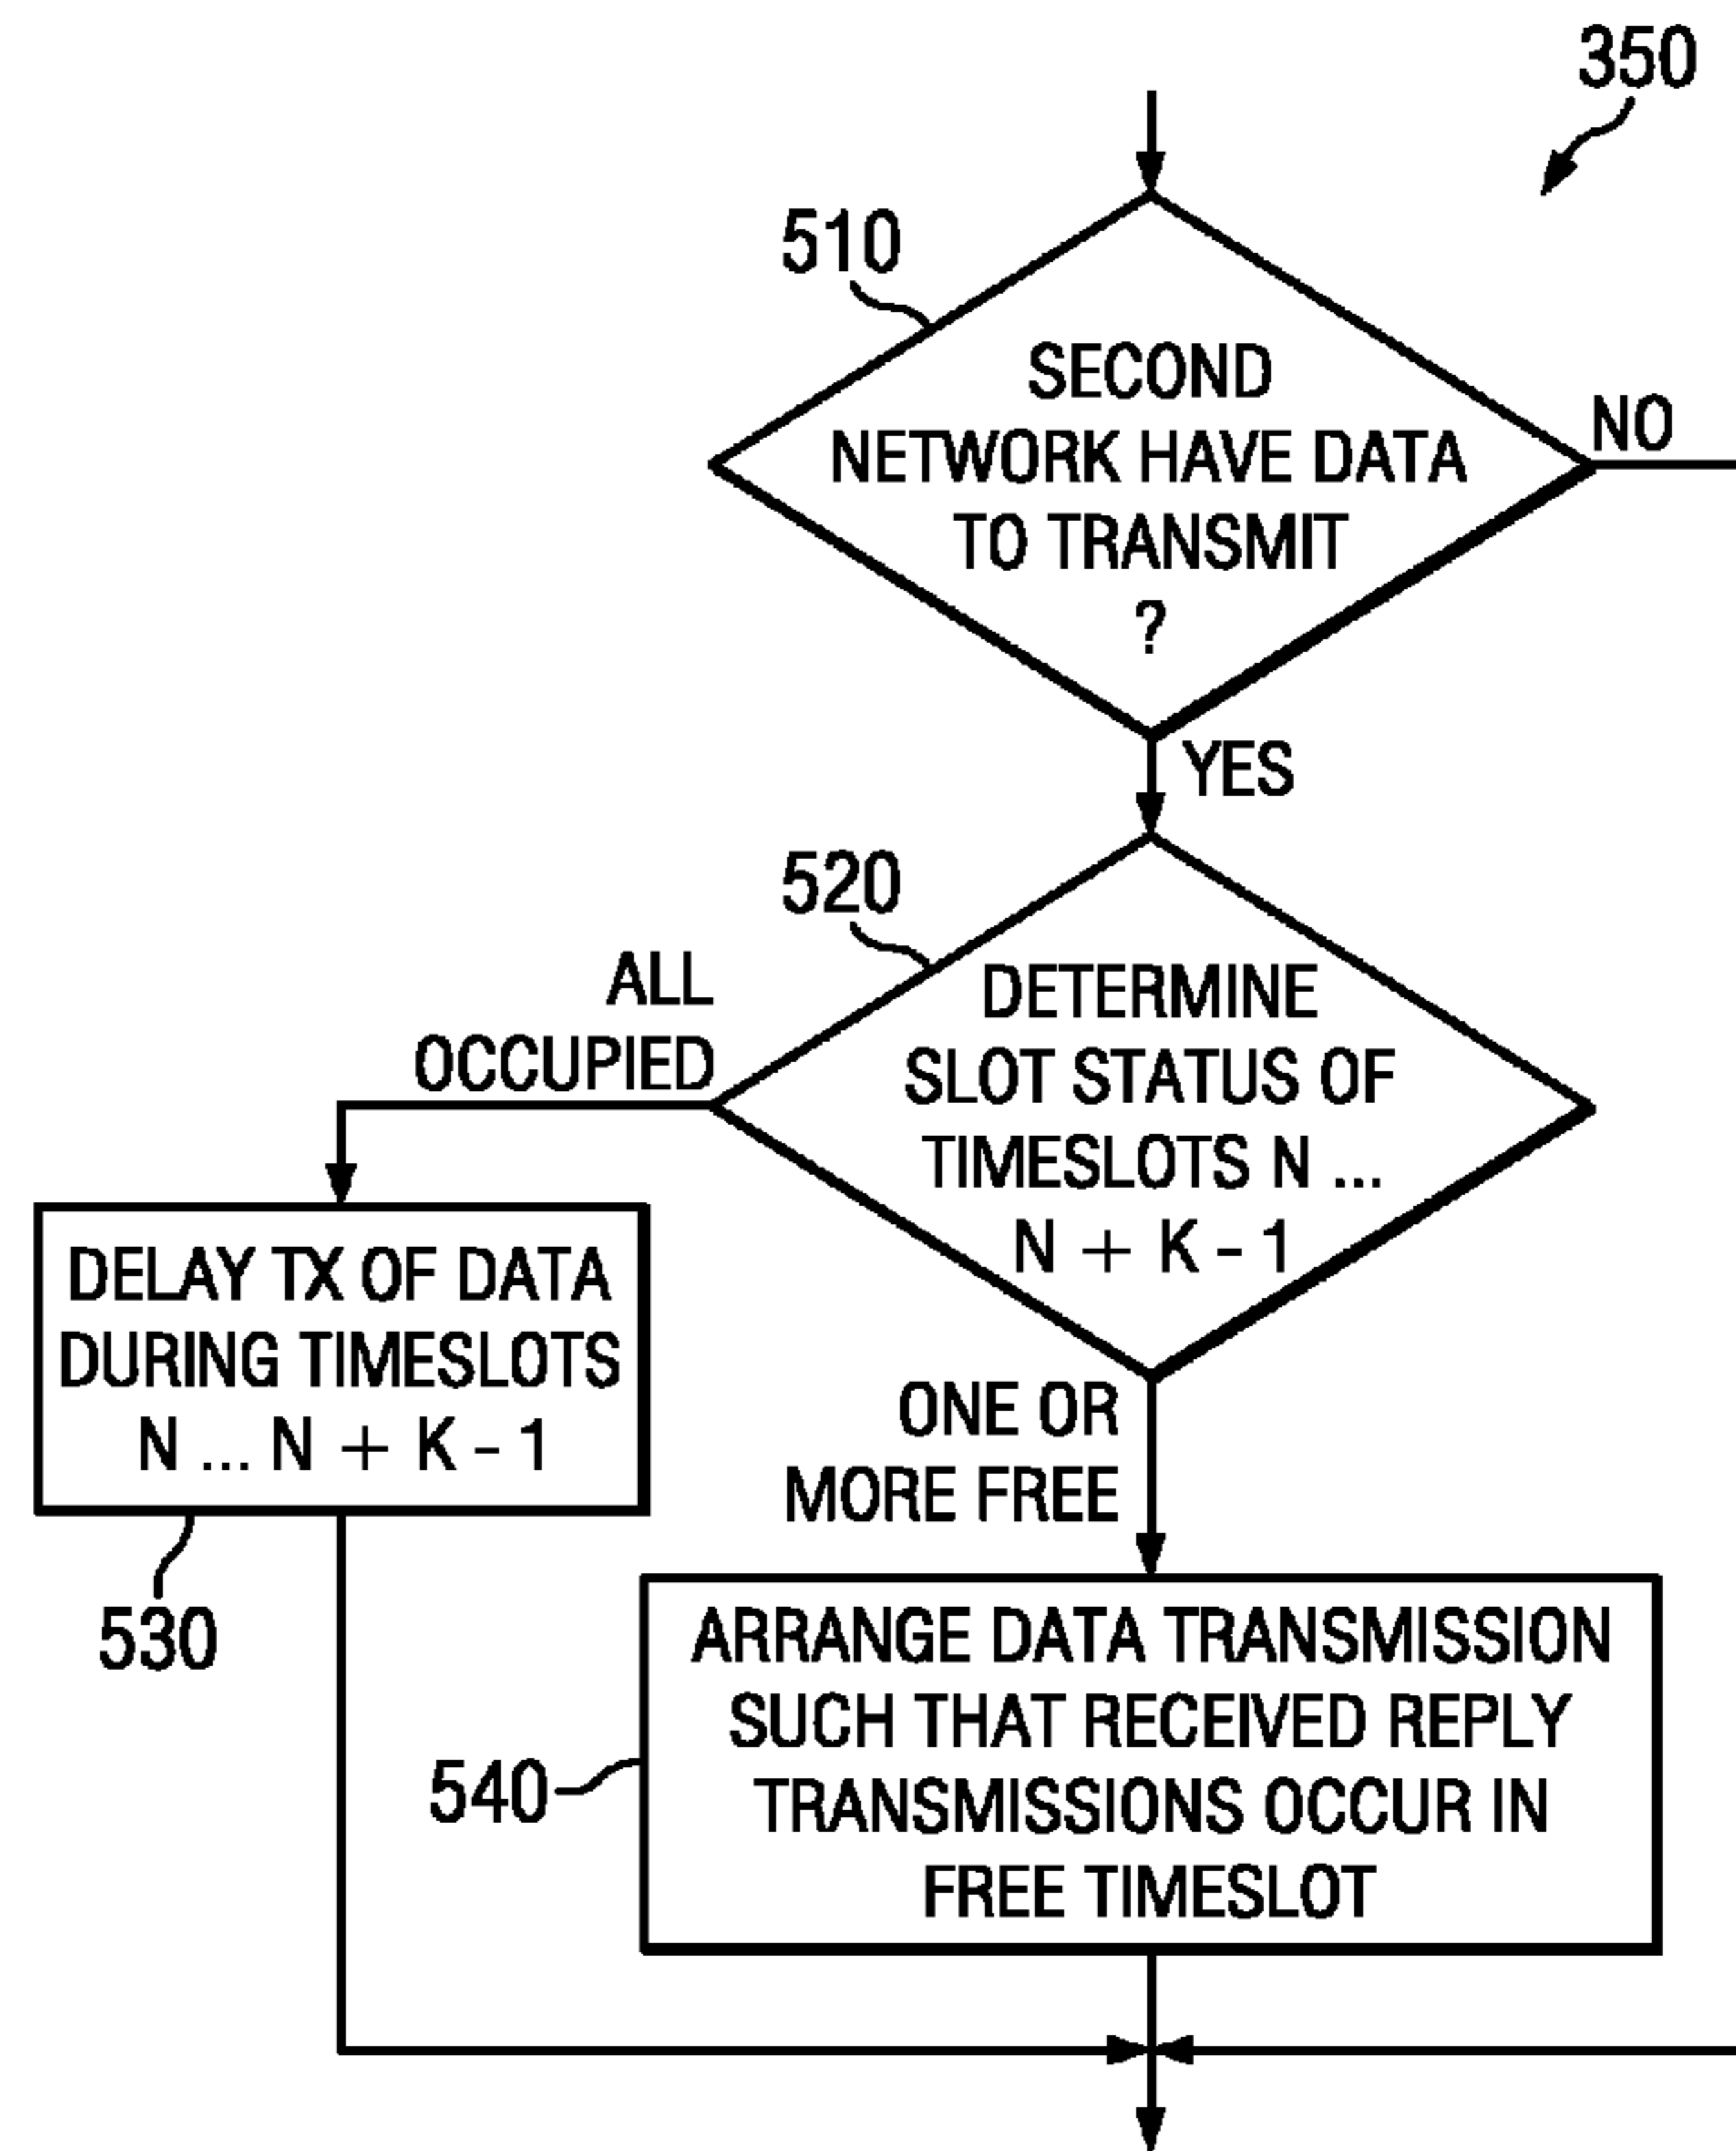 350
510
SECOND
NETWORK HAVE DATA
TO TRANSMIT
?
NO
YES
520
DETERMINE
SLOT STATUS OF
TIMESLOTS N ...
N + K - 1
ALL
OCCUPIED
DELAY TX OF DATA
DURING TIMESLOTS
N ... N + K - 1
530
ONE OR
MORE FREE
ARRANGE DATA TRANSMISSION
SUCH THAT RECEIVED REPLY
TRANSMISSIONS OCCUR IN
FREE TIMESLOT
540